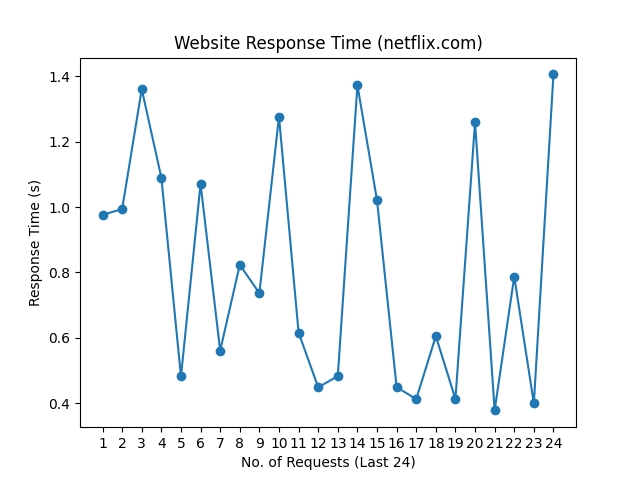 Website Response Time (netflix.com)
Response Time (s)
1.4
1.2
1.0
0.8
0.6
0.4
1 2 3 4 5 6 7 8 9 10 11 12 13 14 15 16 17 18 19 20 21 22 23 24
No. of Requests (Last 24)